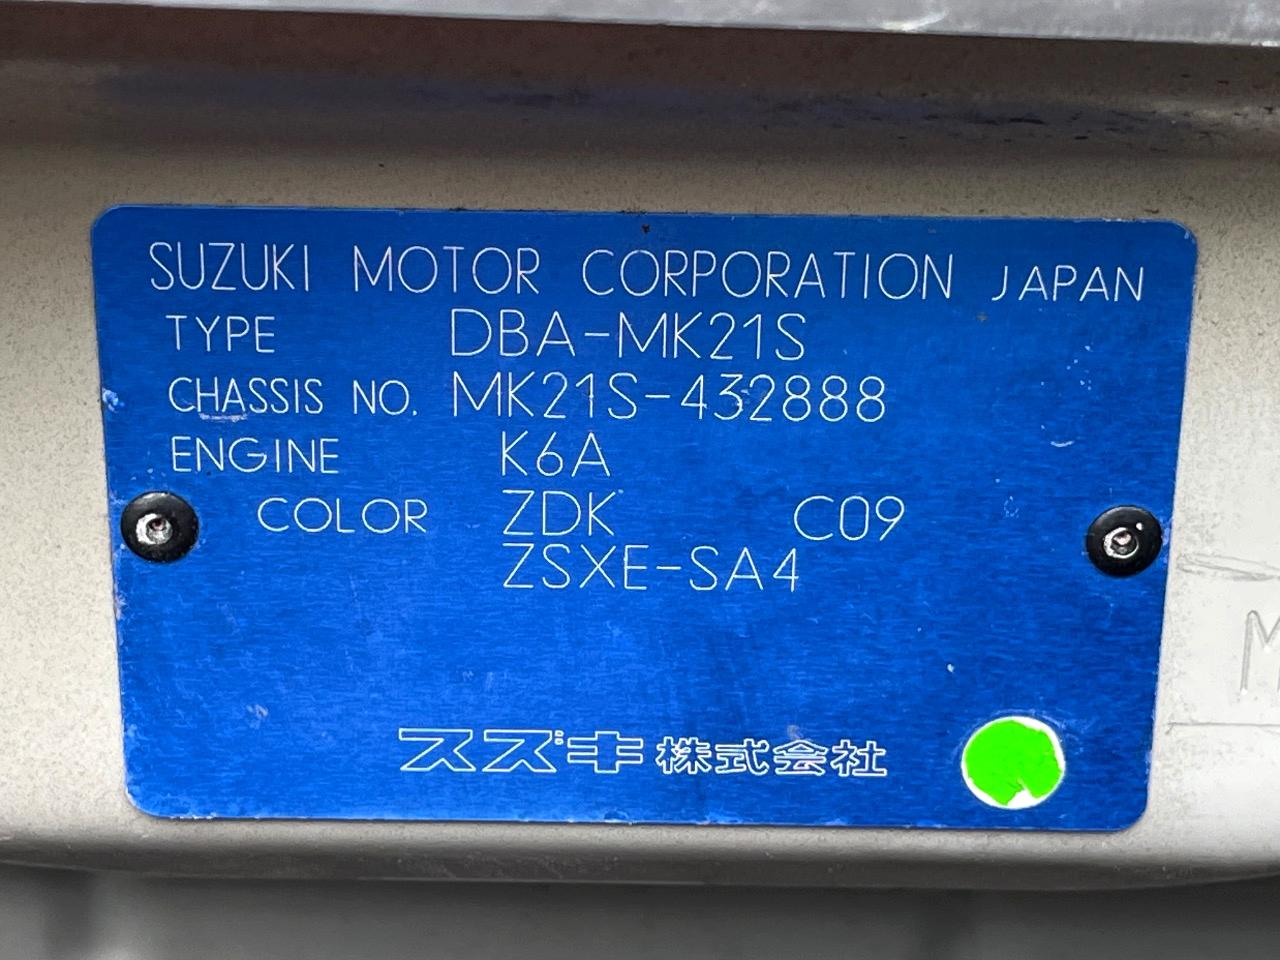 SUZUKI MOTOR CORPORATION JAPAN
TYPE DBA-MK21S
CHASSIS NO. MK21S-432888
ENGINE K6A
COLOR ZDK C09
ZSXE-SA4
スズキ株式会社
M